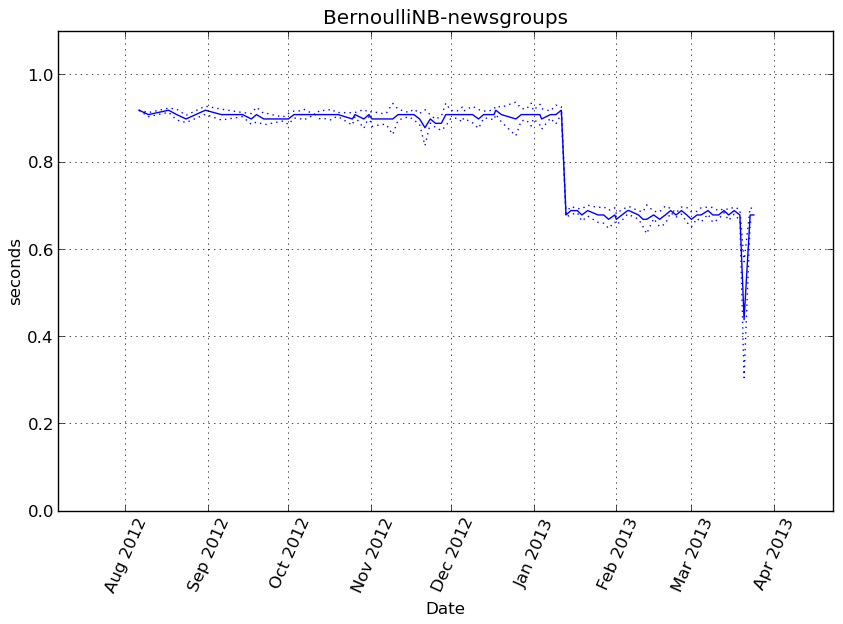 BernoulliNB-newsgroups
1.0
0.8
0.6
0.4
0.2
0.0
seconds
Aug 2012
Sep 2012
Oct 2012
Nov 2012
Dec 2012
Jan 2013
Feb 2013
Mar 2013
Apr 2013
Date